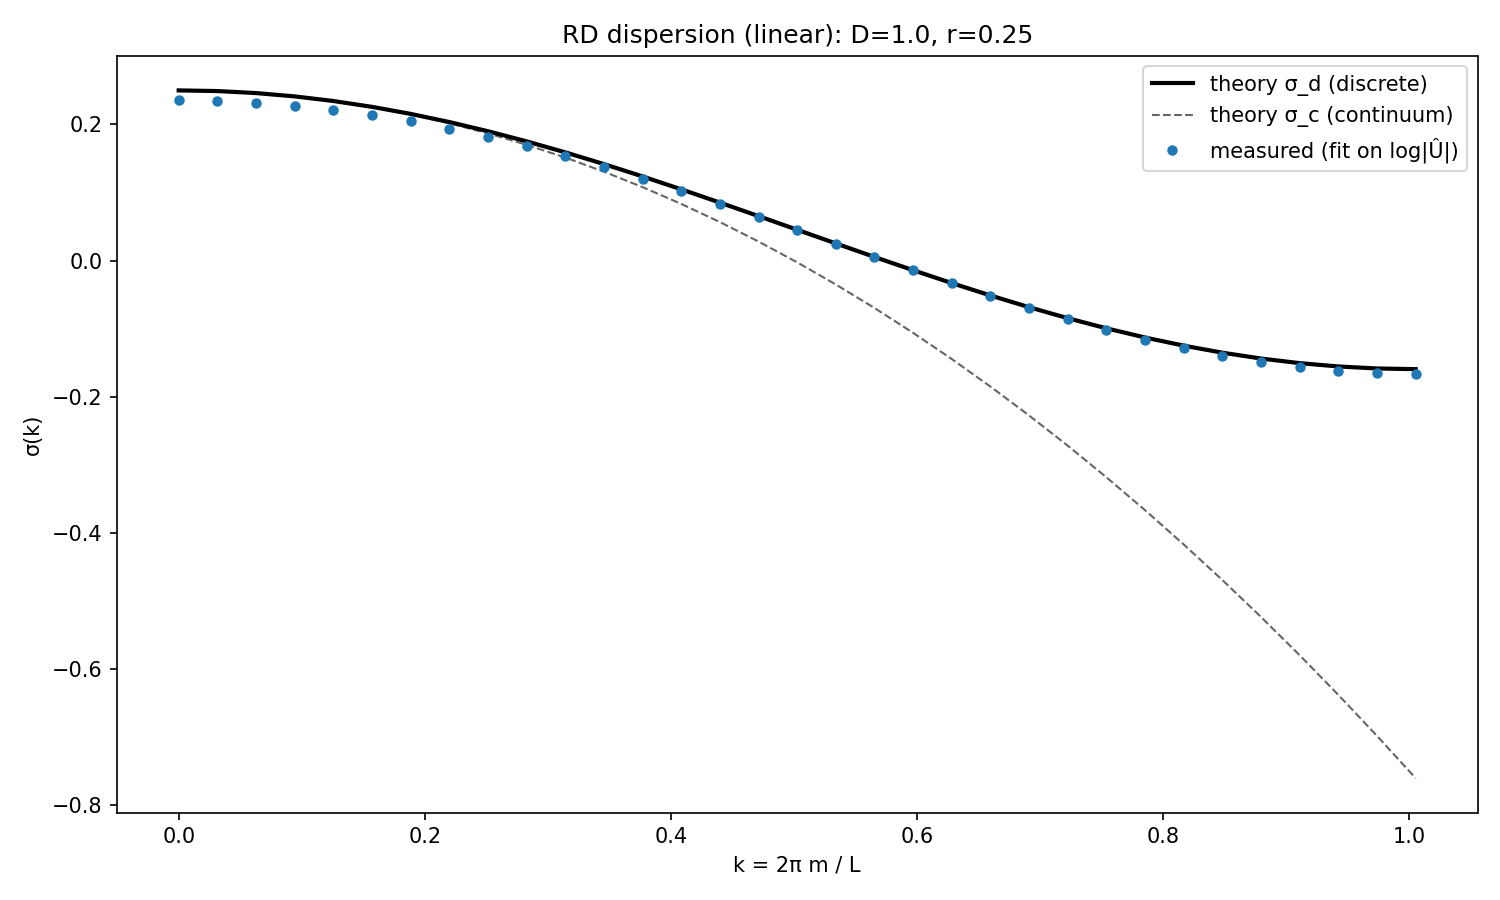 RD dispersion (linear): D=1.0, r=0.25
theory σ_d (discrete)
theory σ_c (continuum)
measured (fit on log|Û|)
σ(k)
0.2
0.0
−0.2
−0.4
−0.6
−0.8
0.0
0.2
0.4
0.6
0.8
1.0
k = 2π m / L